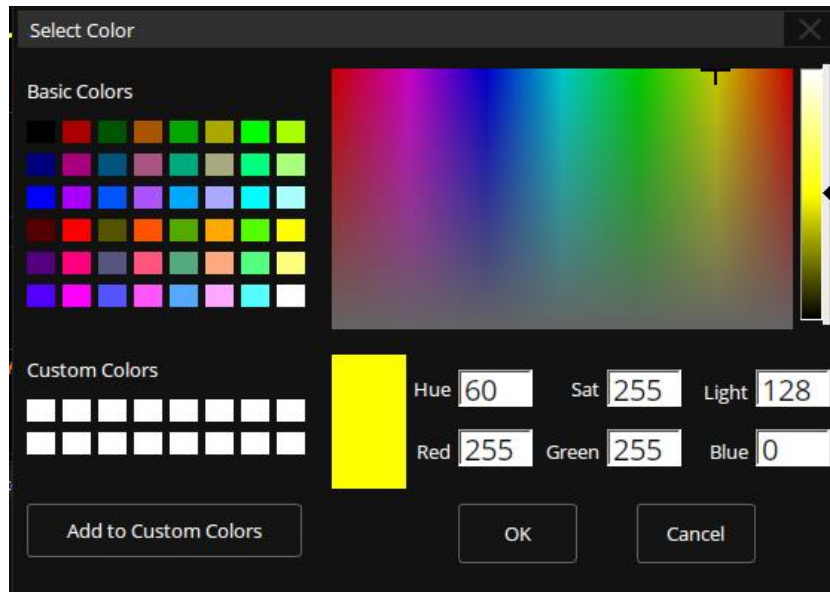 Select Color
Basic Colors
Custom Colors
Hue 60 Sat 255 Light 128
Red 255 Green 255 Blue 0
Add to Custom Colors OK Cancel